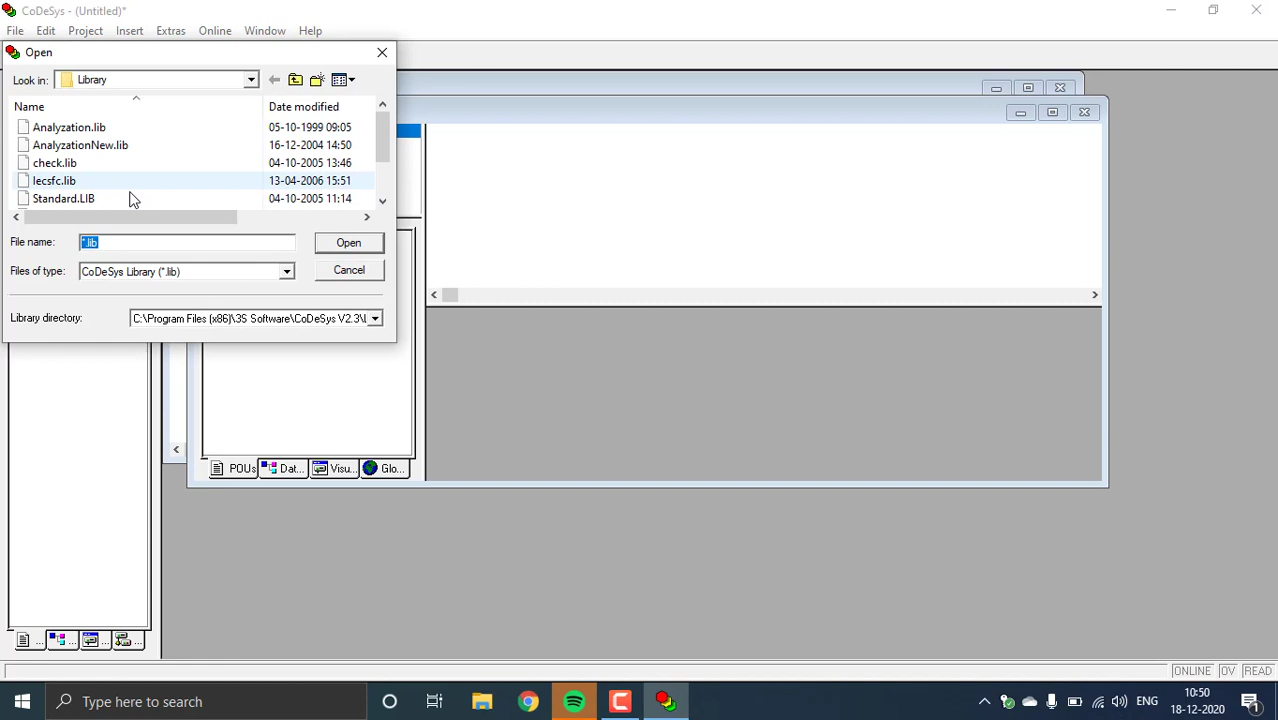 CoDeSys - (Untitled)*
File Edit Project Insert Extras Online Window Help
Open
Look in: Library
Name Date modified
Analyzation.lib 05-10-1999 09:05
AnalyzationNew.lib 16-12-2004 14:50
check.lib 04-10-2005 13:46
Iecsfc.lib 13-04-2006 15:51
Standard.LIB 04-10-2005 11:14
File name: *.lib Open
Files of type: CoDeSys Library (*.lib) Cancel
Library directory: C:\Program Files (x86)\3S Software\CoDeSys V2.3\L
POUs Dat... Visu... Glo...
... ... ... ...
ONLINE OV READ
Type here to search
ENG
10:50
18-12-2020
1